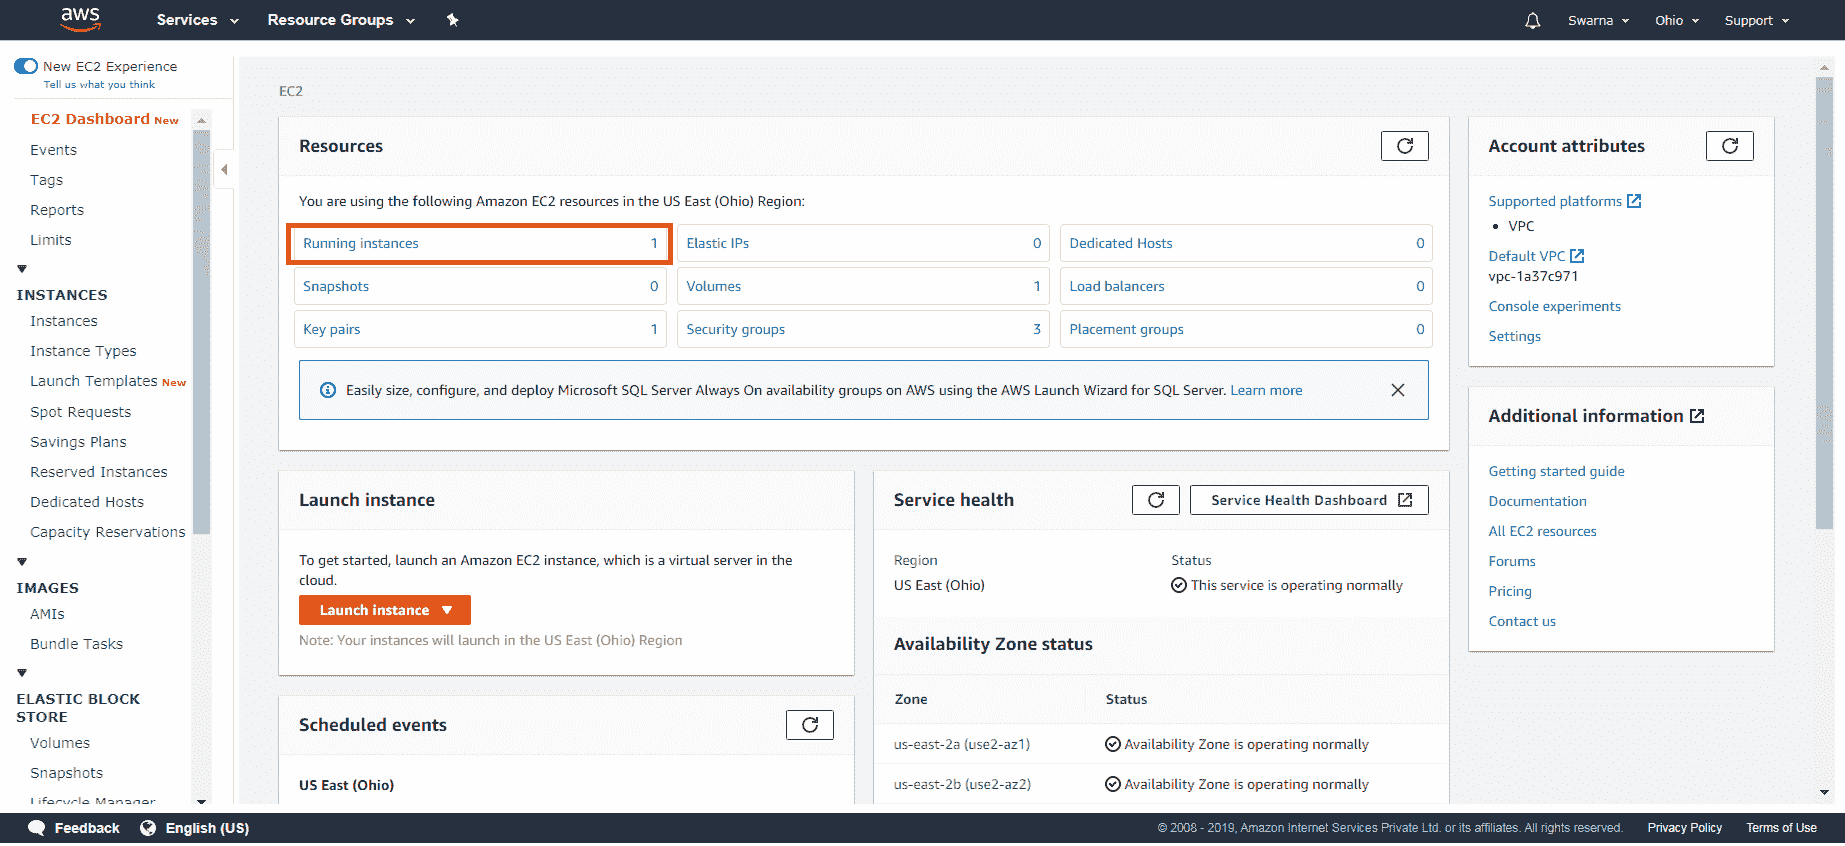 aws Services Resource Groups Swarna Ohio Support
New EC2 Experience
Tell us what you think
EC2 Dashboard New
Events
Tags
Reports
Limits
INSTANCES
Instances
Instance Types
Launch Templates New
Spot Requests
Savings Plans
Reserved Instances
Dedicated Hosts
Capacity Reservations
IMAGES
AMIs
Bundle Tasks
ELASTIC BLOCK
STORE
Volumes
Snapshots
Lifecycle Manager
EC2
Resources
You are using the following Amazon EC2 resources in the US East (Ohio) Region:
Running instances 1 Elastic IPs 0 Dedicated Hosts 0
Snapshots 0 Volumes 1 Load balancers 0
Key pairs 1 Security groups 3 Placement groups 0
Easily size, configure, and deploy Microsoft SQL Server Always On availability groups on AWS using the AWS Launch Wizard for SQL Server. Learn more
Launch instance
To get started, launch an Amazon EC2 instance, which is a virtual server in the
cloud.
Launch instance
Note: Your instances will launch in the US East (Ohio) Region
Scheduled events
US East (Ohio)
Service health Service Health Dashboard
Region Status
US East (Ohio) This service is operating normally
Availability Zone status
Zone Status
us-east-2a (use2-az1) Availability Zone is operating normally
us-east-2b (use2-az2) Availability Zone is operating normally
Account attributes
Supported platforms
• VPC
Default VPC
vpc-1a37c971
Console experiments
Settings
Additional information
Getting started guide
Documentation
All EC2 resources
Forums
Pricing
Contact us
Feedback English (US) © 2008 - 2019, Amazon Internet Services Private Ltd. or its affiliates. All rights reserved. Privacy Policy Terms of Use